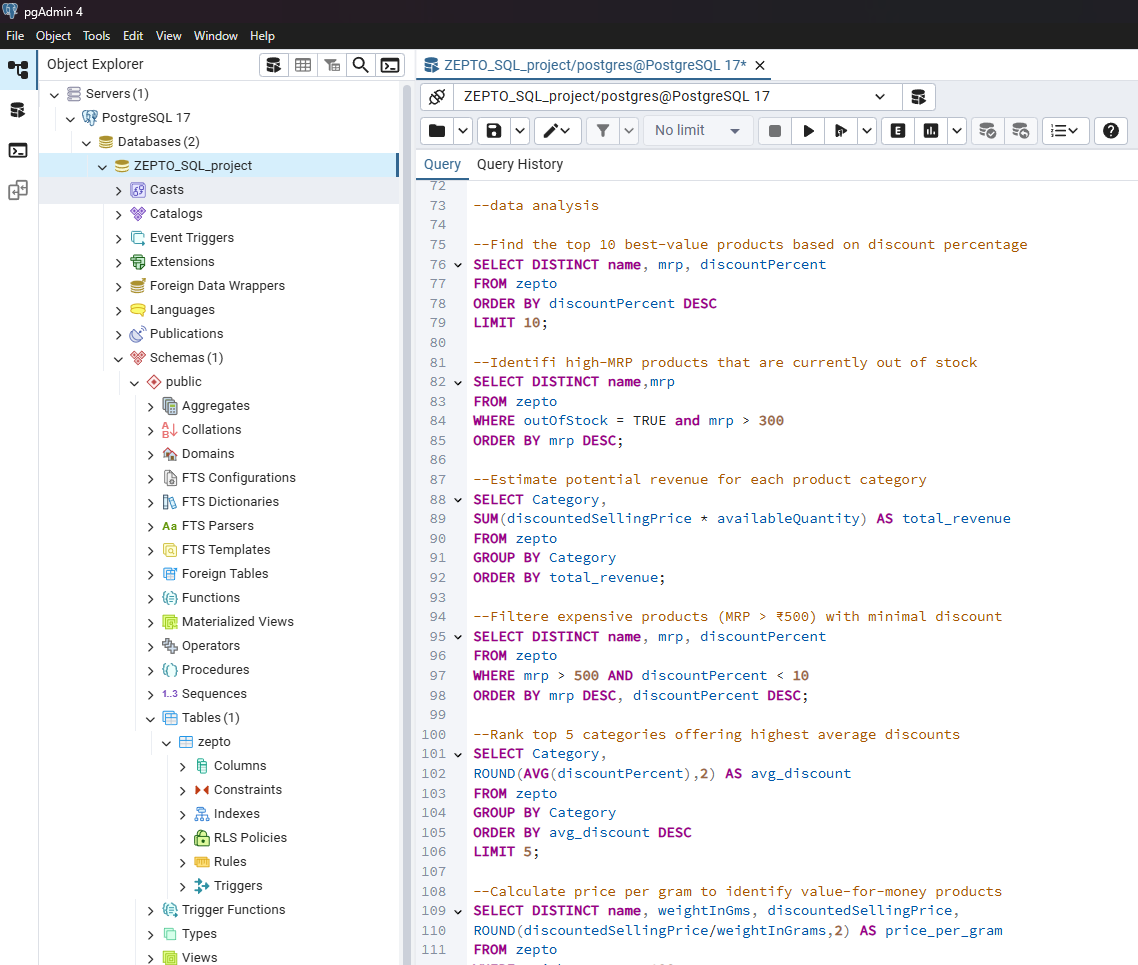 pgAdmin 4
File Object Tools Edit View Window Help
Object Explorer
Servers (1)
PostgreSQL 17
Databases (2)
ZEPTO_SQL_project
Casts
Catalogs
Event Triggers
Extensions
Foreign Data Wrappers
Languages
Publications
Schemas (1)
public
Aggregates
Collations
Domains
FTS Configurations
FTS Dictionaries
Aa FTS Parsers
FTS Templates
Foreign Tables
Functions
Materialized Views
Operators
Procedures
1..3 Sequences
Tables (1)
zepto
Columns
Constraints
Indexes
RLS Policies
Rules
Triggers
Trigger Functions
Types
Views
ZEPTO_SQL_project/postgres@PostgreSQL 17*
ZEPTO_SQL_project/postgres@PostgreSQL 17
No limit
E
Query Query History
72
73 --data analysis
74
75 --Find the top 10 best-value products based on discount percentage
76 SELECT DISTINCT name, mrp, discountPercent
77 FROM zepto
78 ORDER BY discountPercent DESC
79 LIMIT 10;
80
81 --Identifi high-MRP products that are currently out of stock
82 SELECT DISTINCT name,mrp
83 FROM zepto
84 WHERE outOfStock = TRUE and mrp > 300
85 ORDER BY mrp DESC;
86
87 --Estimate potential revenue for each product category
88 SELECT Category,
89 SUM(discountedSellingPrice * availableQuantity) AS total_revenue
90 FROM zepto
91 GROUP BY Category
92 ORDER BY total_revenue;
93
94 --Filtere expensive products (MRP > ₹500) with minimal discount
95 SELECT DISTINCT name, mrp, discountPercent
96 FROM zepto
97 WHERE mrp > 500 AND discountPercent < 10
98 ORDER BY mrp DESC, discountPercent DESC;
99
100 --Rank top 5 categories offering highest average discounts
101 SELECT Category,
102 ROUND(AVG(discountPercent),2) AS avg_discount
103 FROM zepto
104 GROUP BY Category
105 ORDER BY avg_discount DESC
106 LIMIT 5;
107
108 --Calculate price per gram to identify value-for-money products
109 SELECT DISTINCT name, weightInGms, discountedSellingPrice,
110 ROUND(discountedSellingPrice/weightInGrams,2) AS price_per_gram
111 FROM zepto